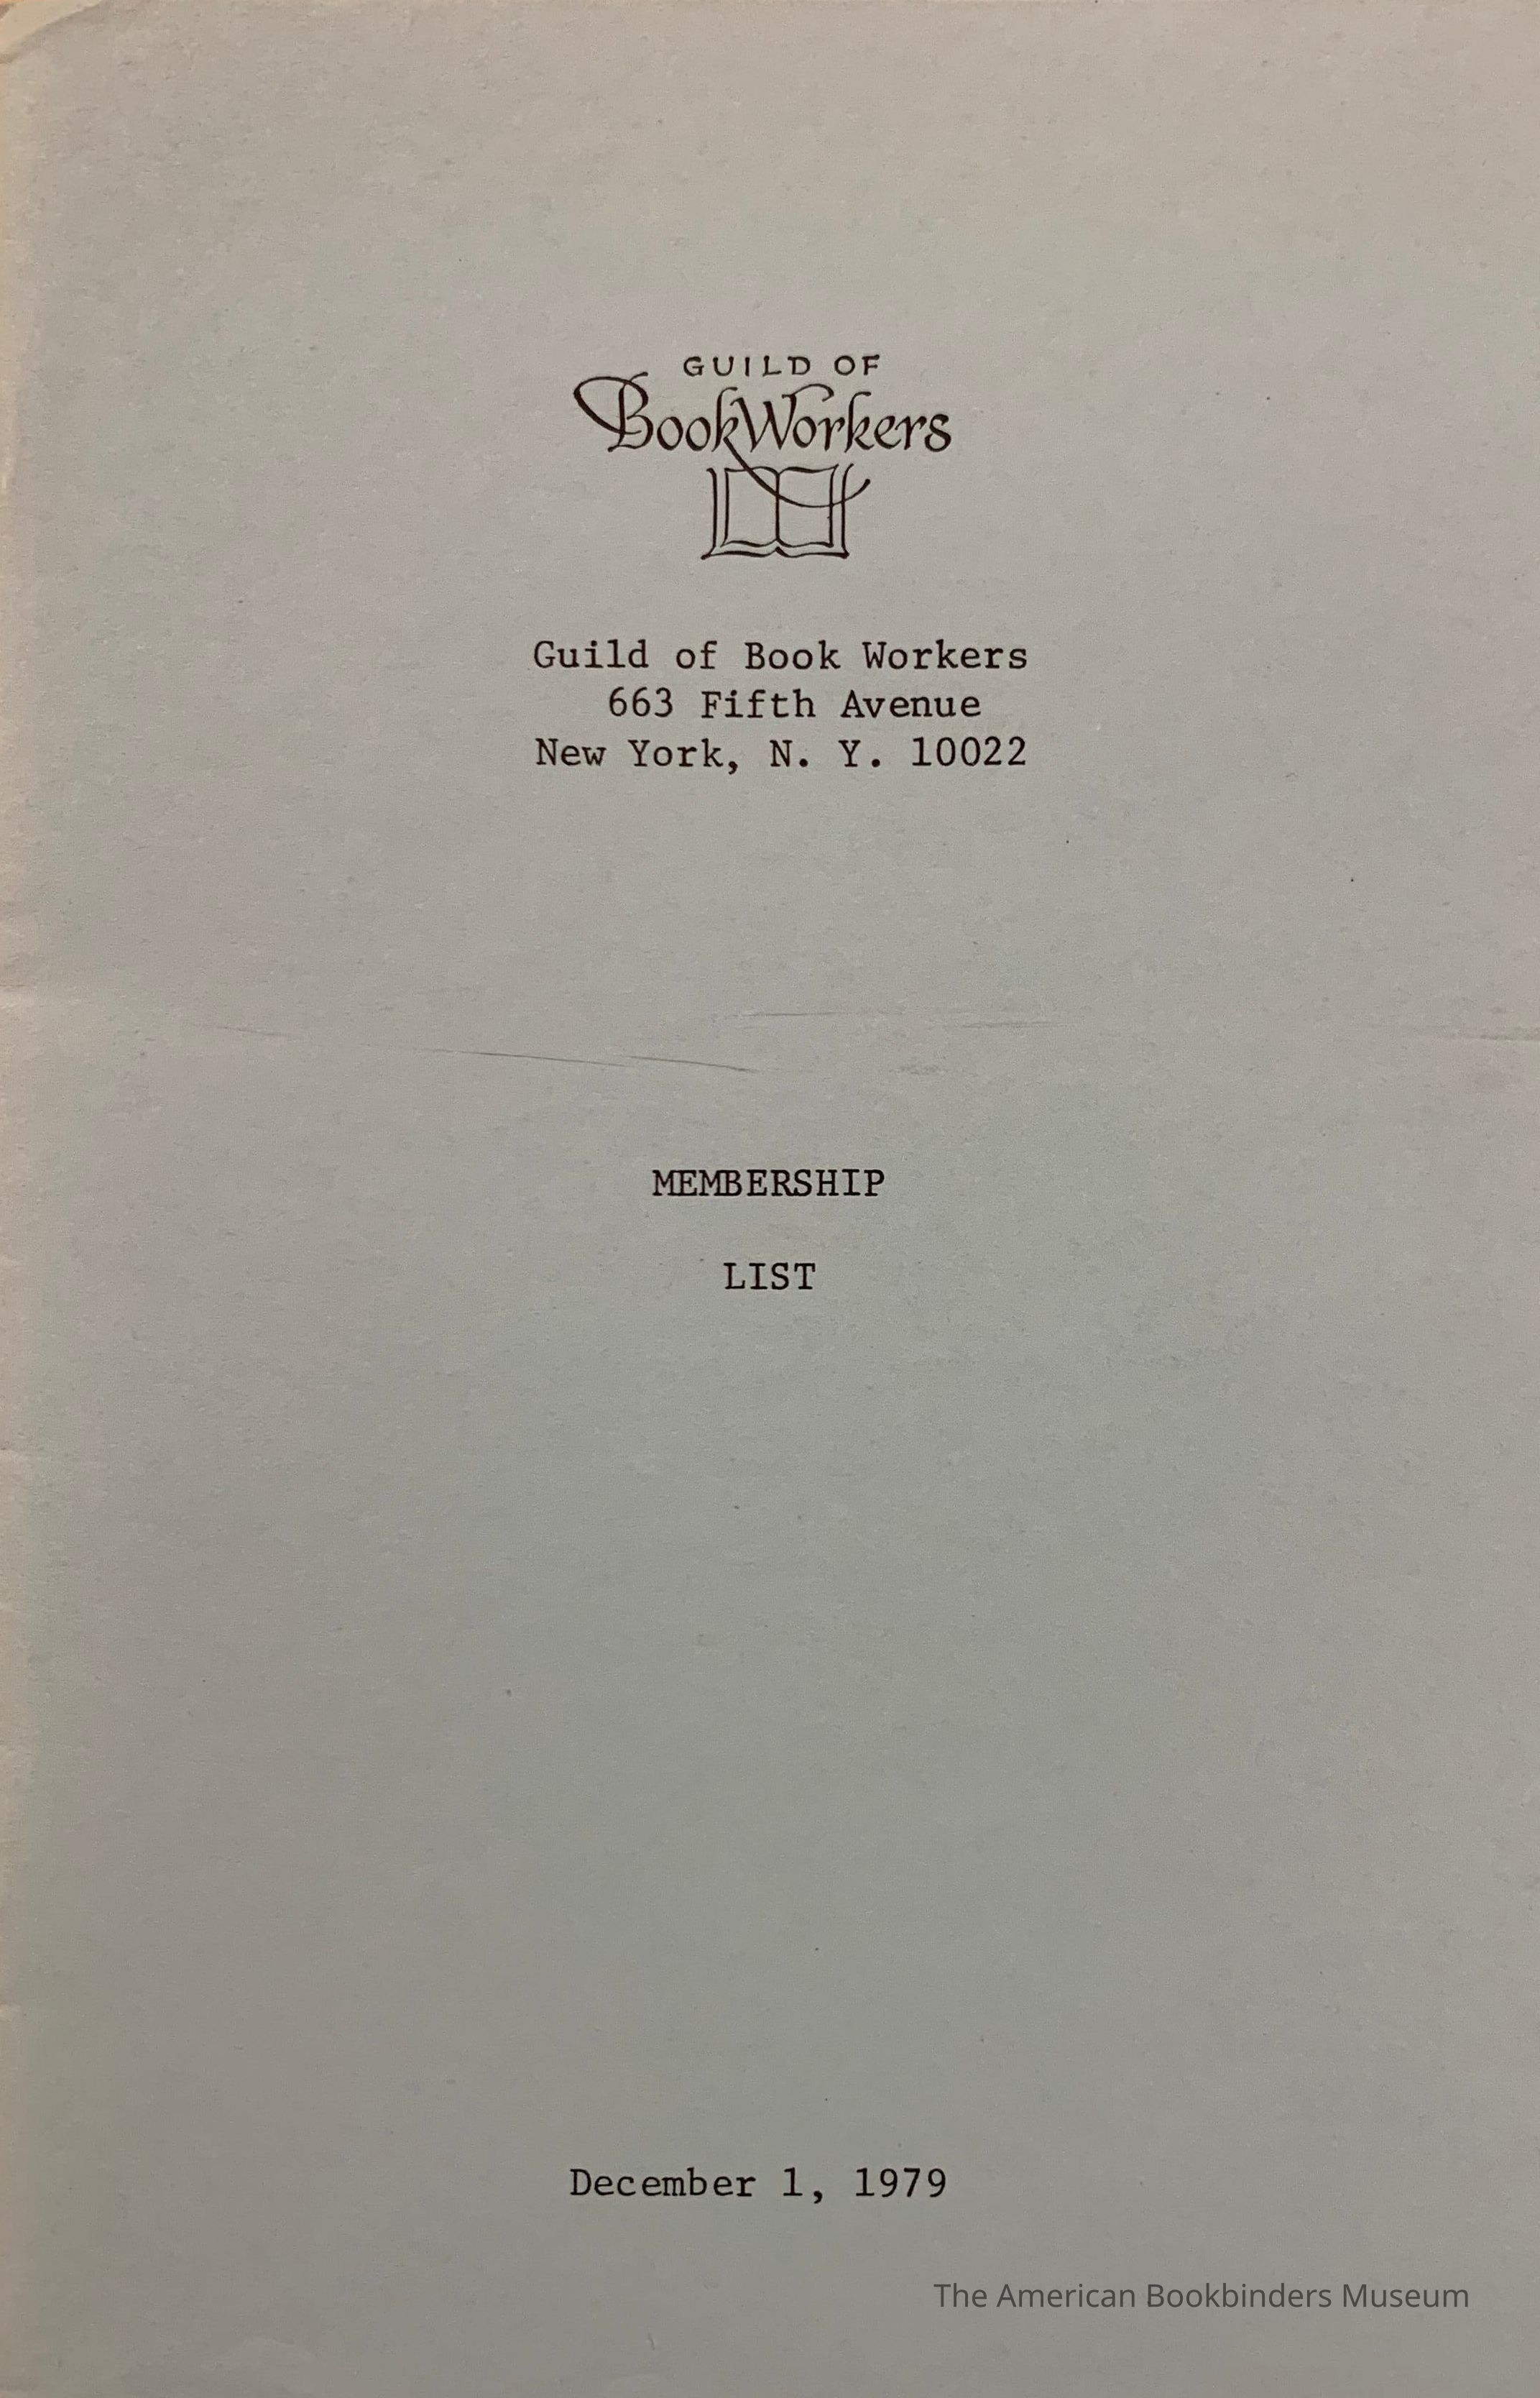 GUILD OF
BookWorkers
Guild of Book Workers
663 Fifth Avenue
New York, N. Y. 10022
MEMBERSHIP
LIST
December 1, 1979
The American Bookbinders Museum